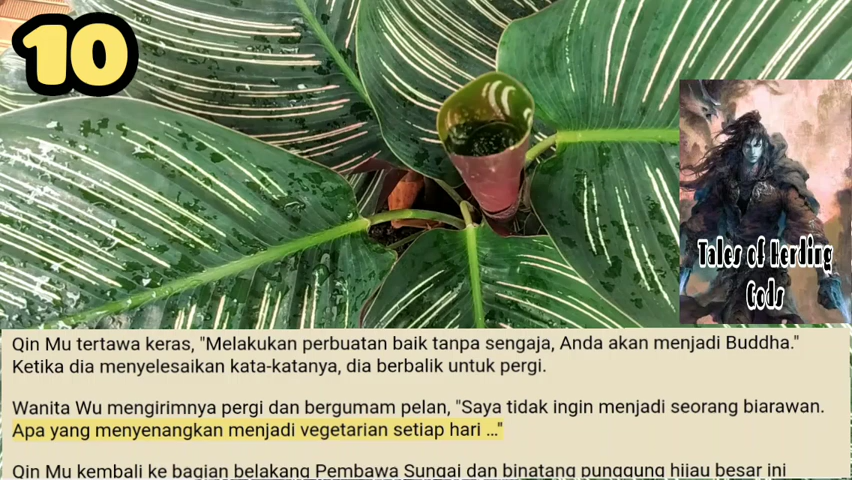 10
Tales of Herding
Gods
Qin Mu tertawa keras, "Melakukan perbuatan baik tanpa sengaja, Anda akan menjadi Buddha."
Ketika dia menyelesaikan kata-katanya, dia berbalik untuk pergi.
Wanita Wu mengirimnya pergi dan bergumam pelan, "Saya tidak ingin menjadi seorang biarawan.
Apa yang menyenangkan menjadi vegetarian setiap hari …"
Qin Mu kembali ke bagian belakang Pembawa Sungai dan binatang punggung hijau besar ini